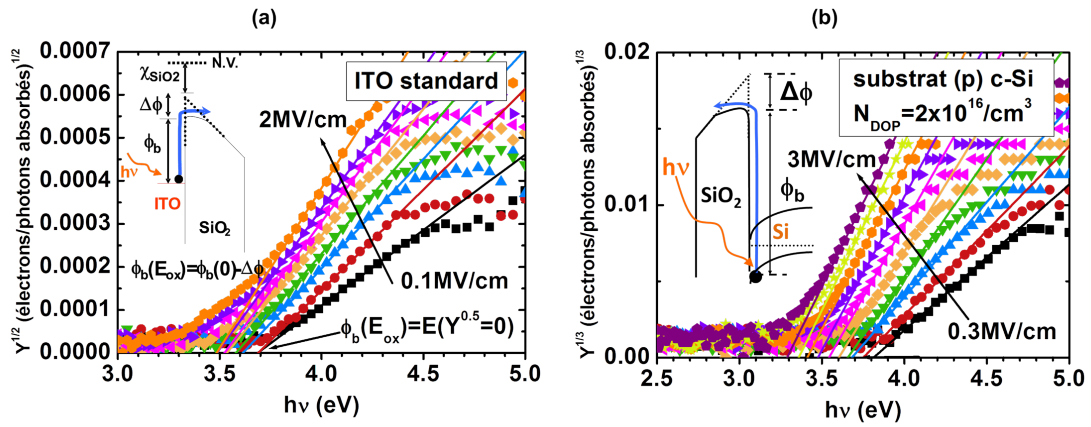 (a)
0.0007
0.0006
0.0005
0.0004
0.0003
0.0002
0.0001
0.0000
Y^1/2 (électrons/photons absorbés)^1/2
3.0 3.5 4.0 4.5 5.0
hν (eV)
N.V.
χSiO2
Δϕ
ϕb
hν
ITO
SiO2
ITO standard
2MV/cm
0.1MV/cm
ϕb(Eox)=ϕb(0)-Δϕ
ϕb(Eox)=E(Y^0.5=0)
(b)
0.02
0.01
0.00
Y^1/3 (électrons/photons absorbés)^1/3
2.5 3.0 3.5 4.0 4.5 5.0
hν (eV)
Δϕ
substrat (p) c-Si
NDOP=2x10^16/cm^3
hν
SiO2
ϕb
Si
3MV/cm
0.3MV/cm